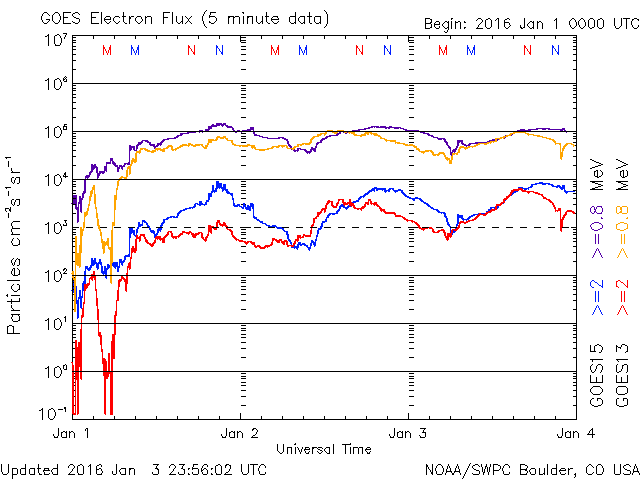 GOES Electron Flux (5 minute data)
Begin: 2016 Jan 1 0000 UTC
10⁷
M M N N M M N N M M N N
10⁶
10⁵
10⁴
10³
10²
10¹
10⁰
10⁻¹
Particles cm⁻²s⁻¹sr⁻¹
Jan 1 Jan 2 Jan 3 Jan 4
Universal Time
GOES15 >=2 >=0.8 MeV
GOES13 >=2 >=0.8 MeV
Updated 2016 Jan 3 23:56:02 UTC
NOAA/SWPC Boulder, CO USA